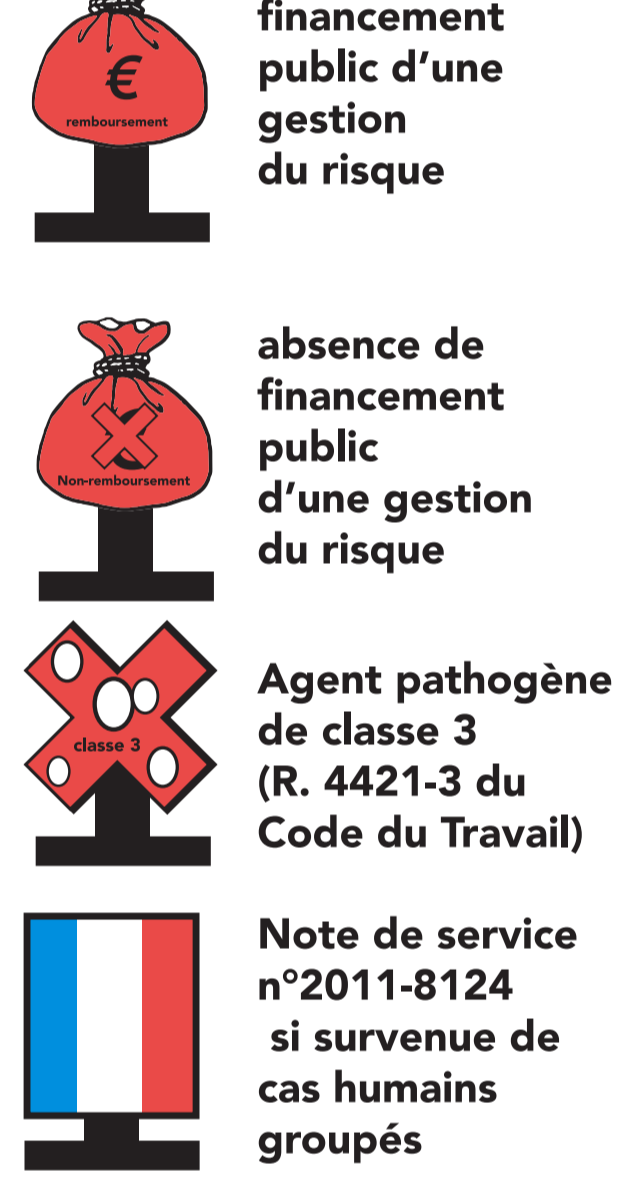 financement
public d’une
gestion
du risque
€
remboursement
absence de
financement
public
d’une gestion
du risque
Non-remboursement
Agent pathogène
de classe 3
(R. 4421-3 du
Code du Travail)
classe 3
Note de service
n°2011-8124
si survenue de
cas humains
groupés